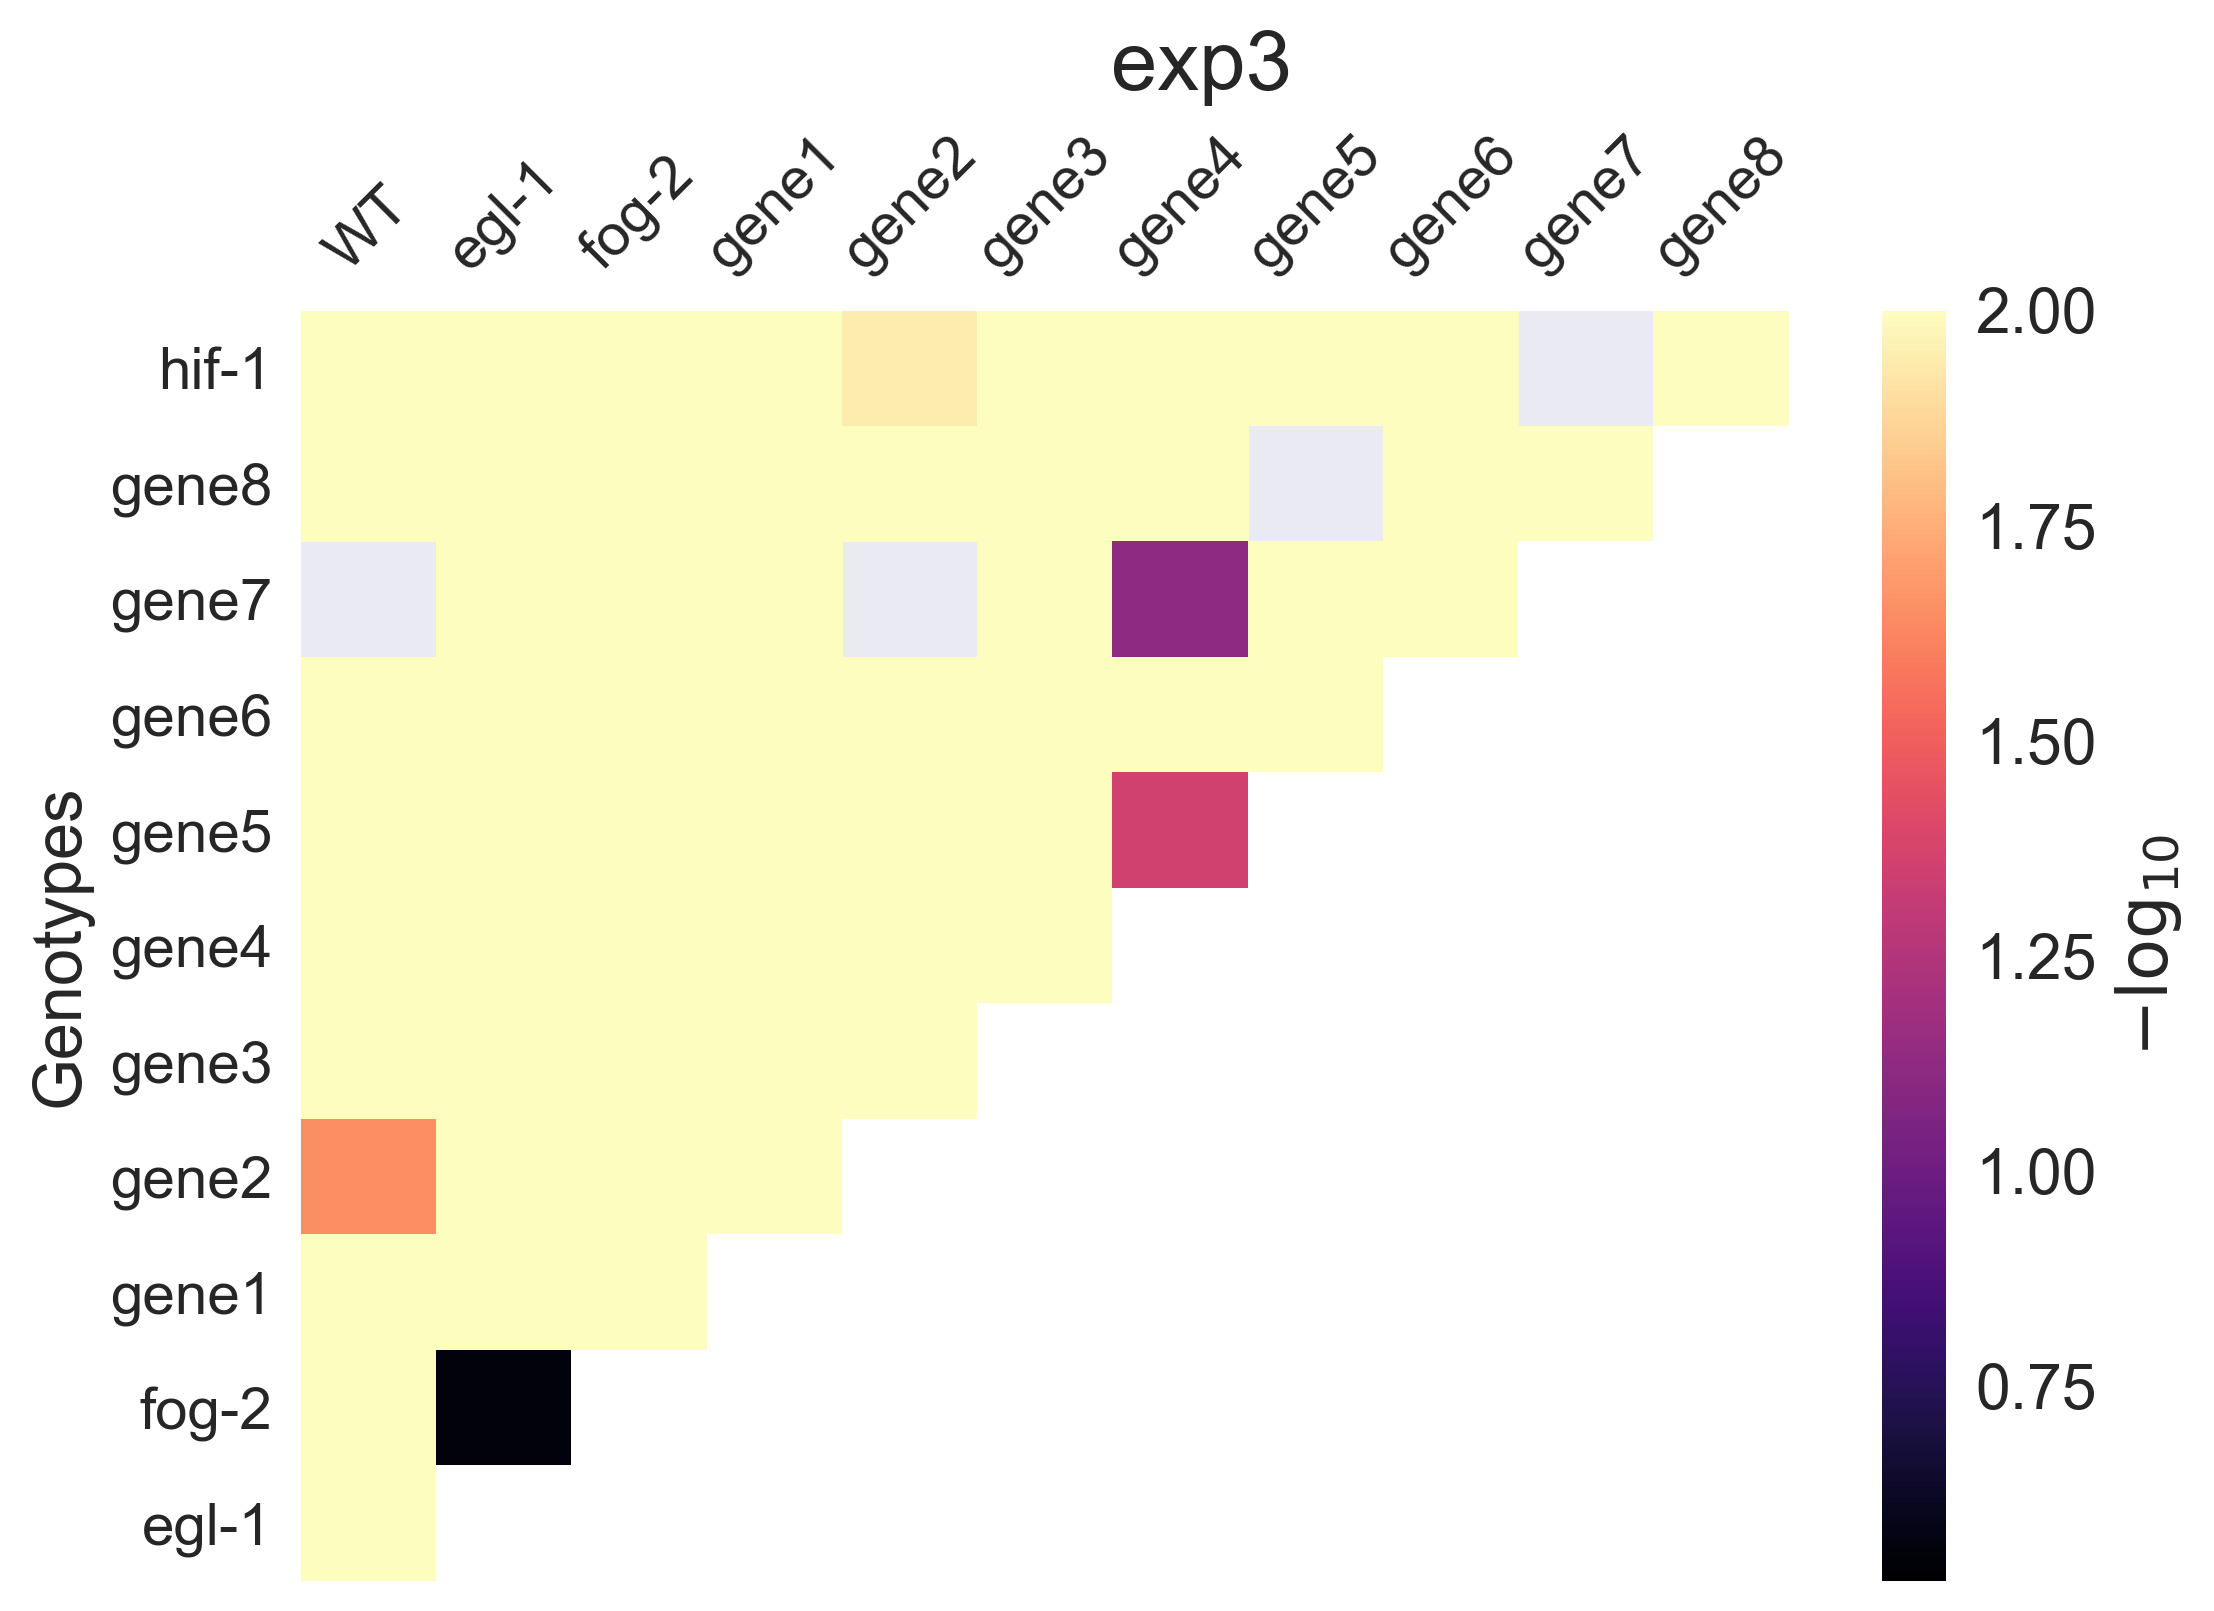 exp3
WT egl-1 fog-2 gene1 gene2 gene3 gene4 gene5 gene6 gene7 gene8
hif-1
gene8
gene7
gene6
gene5
gene4
gene3
gene2
gene1
fog-2
egl-1
Genotypes
2.00
1.75
1.50
1.25
1.00
0.75
−log₁₀